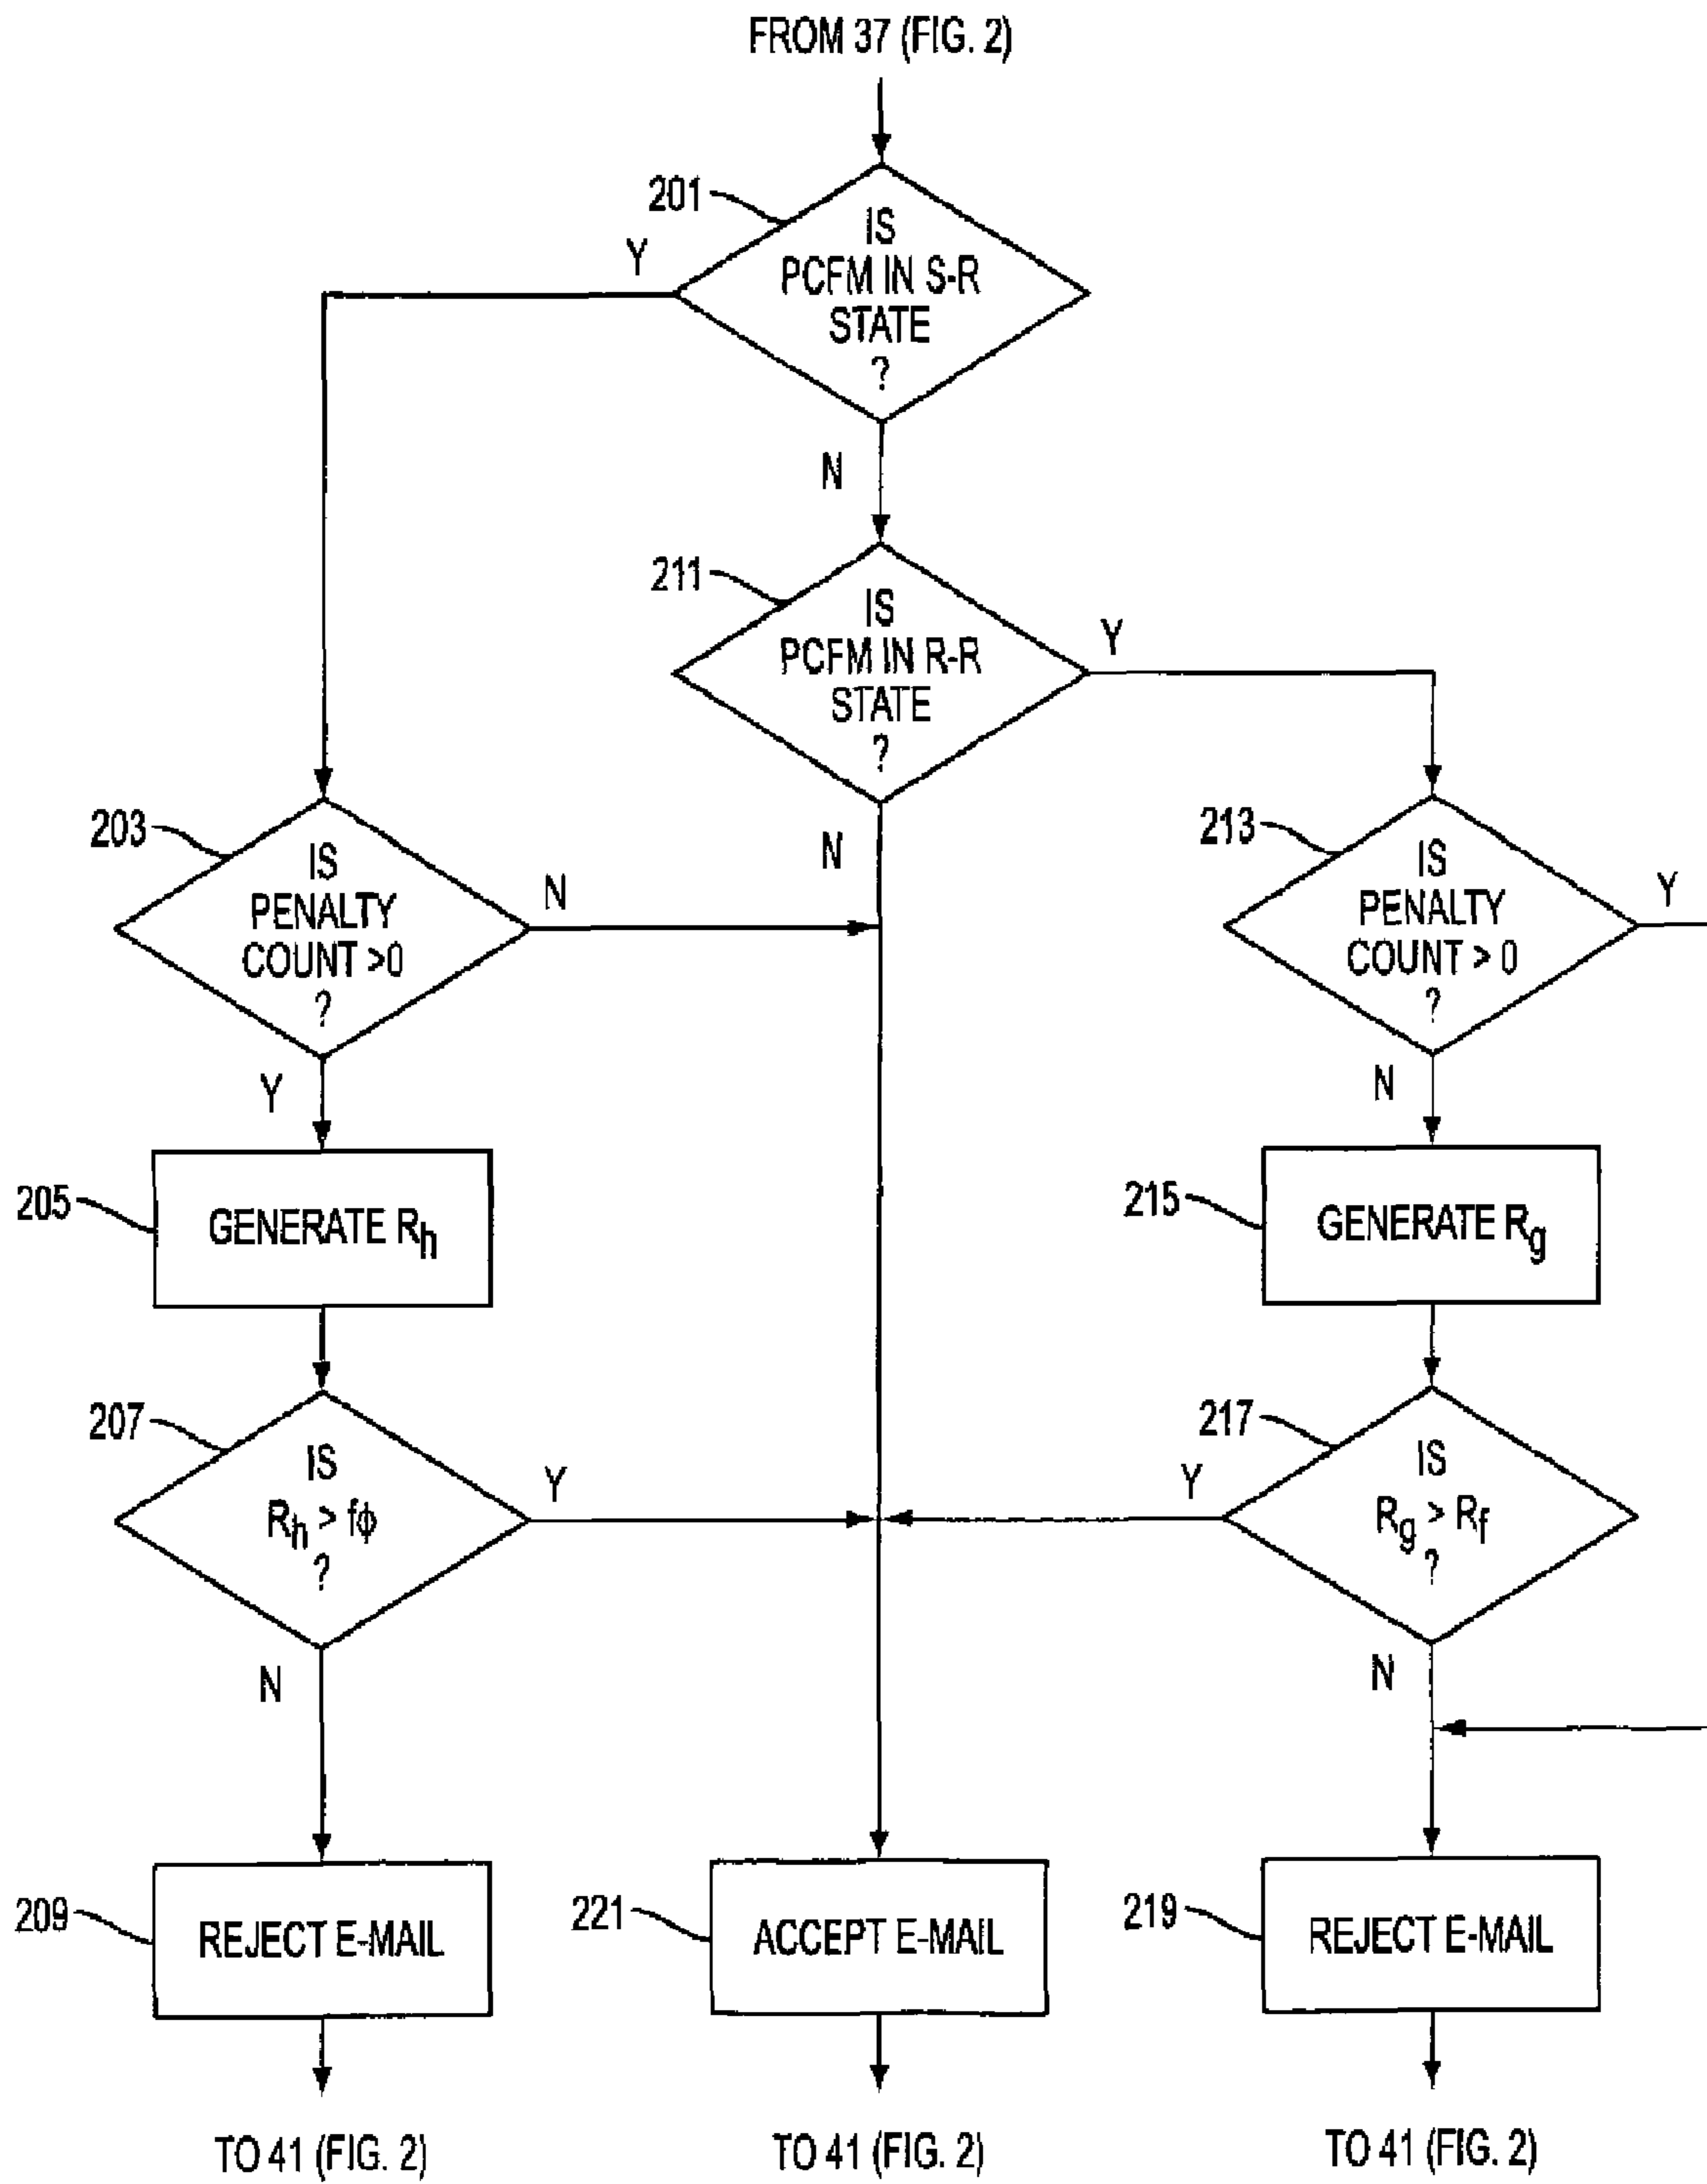 FROM 37 (FIG. 2)
201
IS
PCFM IN S-R
STATE
?
Y
N
211
IS
PCFM IN R-R
STATE
?
Y
N
203
IS
PENALTY
COUNT >0
?
N
Y
213
IS
PENALTY
COUNT > 0
?
Y
N
205
GENERATE Rh
215
GENERATE Rg
207
IS
Rh > fϕ
?
Y
N
217
IS
Rg > Rf
?
Y
N
209
REJECT E-MAIL
221
ACCEPT E-MAIL
219
REJECT E-MAIL
TO 41 (FIG. 2)
TO 41 (FIG. 2)
TO 41 (FIG. 2)